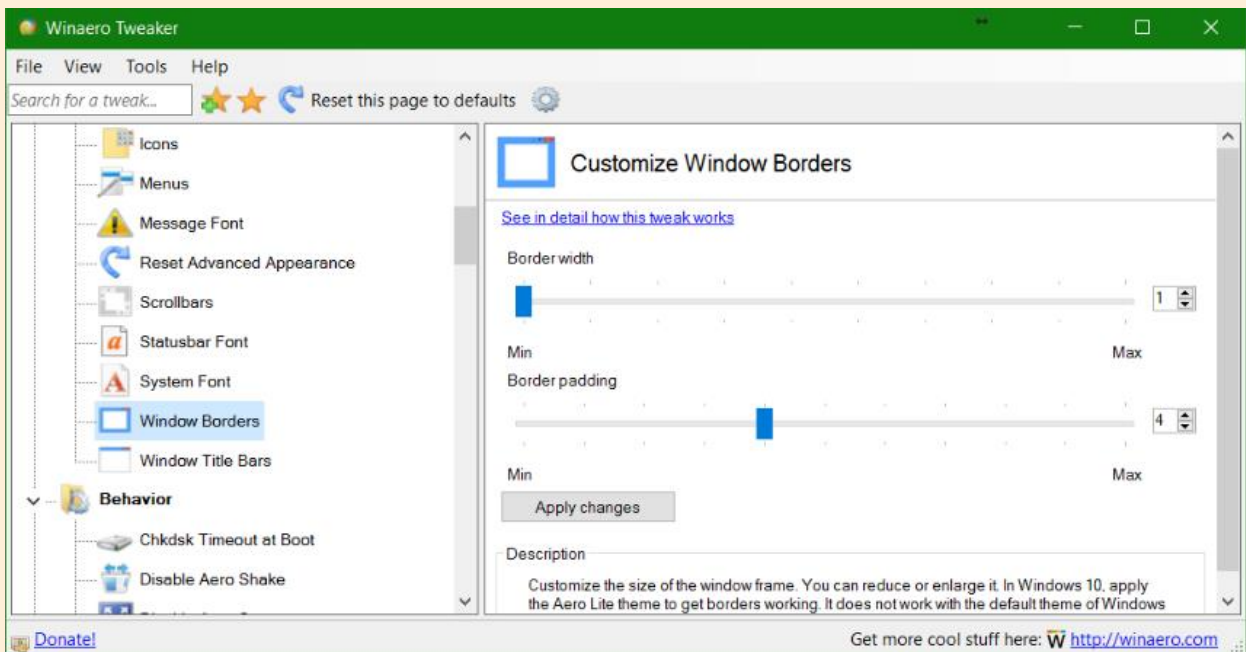 Winaero Tweaker
File View Tools Help
Search for a tweak... Reset this page to defaults
Icons
Menus
Message Font
Reset Advanced Appearance
Scrollbars
Statusbar Font
System Font
Window Borders
Window Title Bars
Behavior
Chkdsk Timeout at Boot
Disable Aero Shake
Customize Window Borders
See in detail how this tweak works
Border width
1
Min Max
Border padding
4
Min Max
Apply changes
Description
Customize the size of the window frame. You can reduce or enlarge it. In Windows 10, apply
the Aero Lite theme to get borders working. It does not work with the default theme of Windows
Donate! Get more cool stuff here: W http://winaero.com